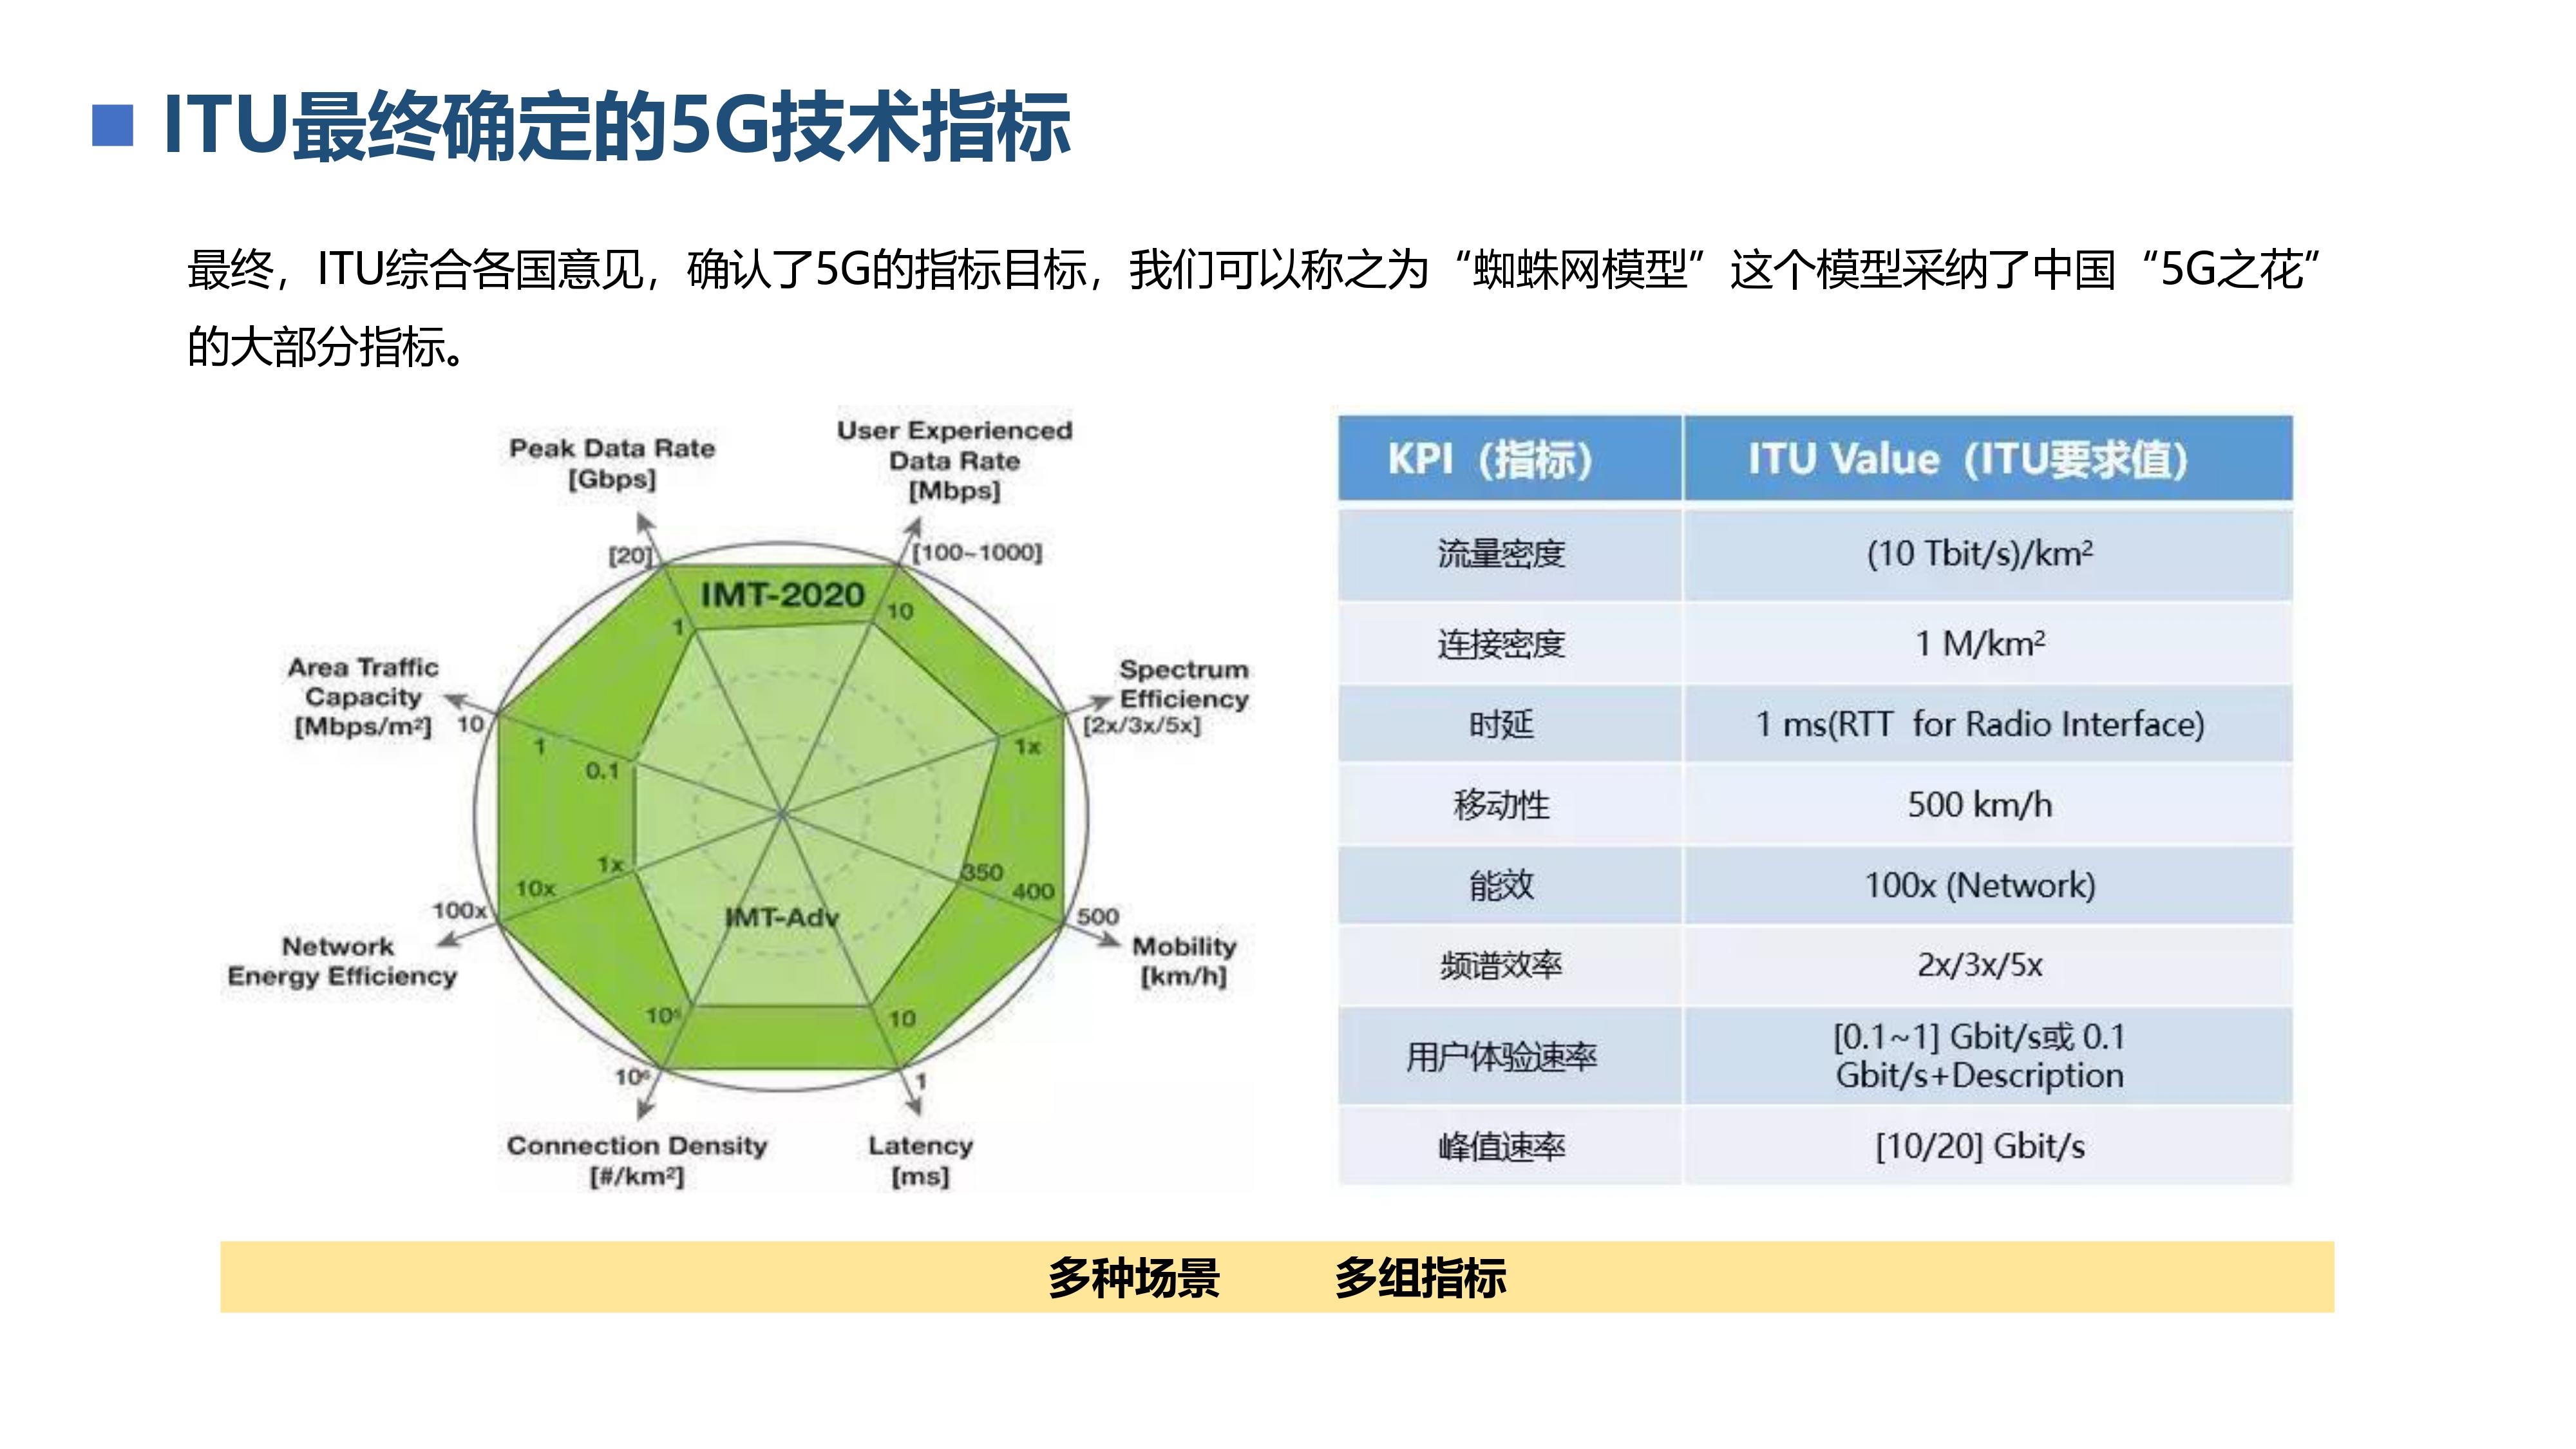 ITU最终确定的5G技术指标
最终，ITU综合各国意见，确认了5G的指标目标，我们可以称之为“蜘蛛网模型”这个模型采纳了中国“5G之花”
的大部分指标。
Peak Data Rate
[Gbps]
User Experienced
Data Rate
[Mbps]
[20]
[100~1000]
IMT-2020
1
10
Area Traffic
Capacity
[Mbps/m²]
10
1
0.1
Spectrum
Efficiency
[2x/3x/5x]
1x
1x
10x
100x
Network
Energy Efficiency
350
400
500
Mobility
[km/h]
IMT-Adv
10⁵
10⁶
Connection Density
[#/km²]
10
1
Latency
[ms]
KPI（指标） ITU Value（ITU要求值）
流量密度 (10 Tbit/s)/km²
连接密度 1 M/km²
时延 1 ms(RTT for Radio Interface)
移动性 500 km/h
能效 100x (Network)
频谱效率 2x/3x/5x
用户体验速率 [0.1~1] Gbit/s或 0.1
Gbit/s+Description
峰值速率 [10/20] Gbit/s
多种场景 多组指标